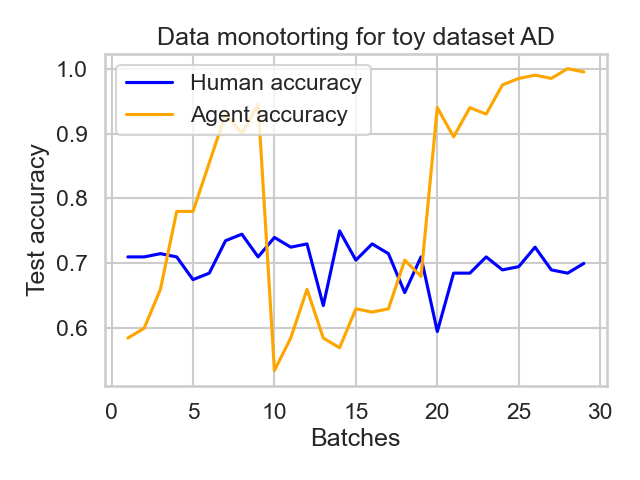 Data monotorting for toy dataset AD
Human accuracy
Agent accuracy
Test accuracy
1.0
0.9
0.8
0.7
0.6
0 5 10 15 20 25 30
Batches